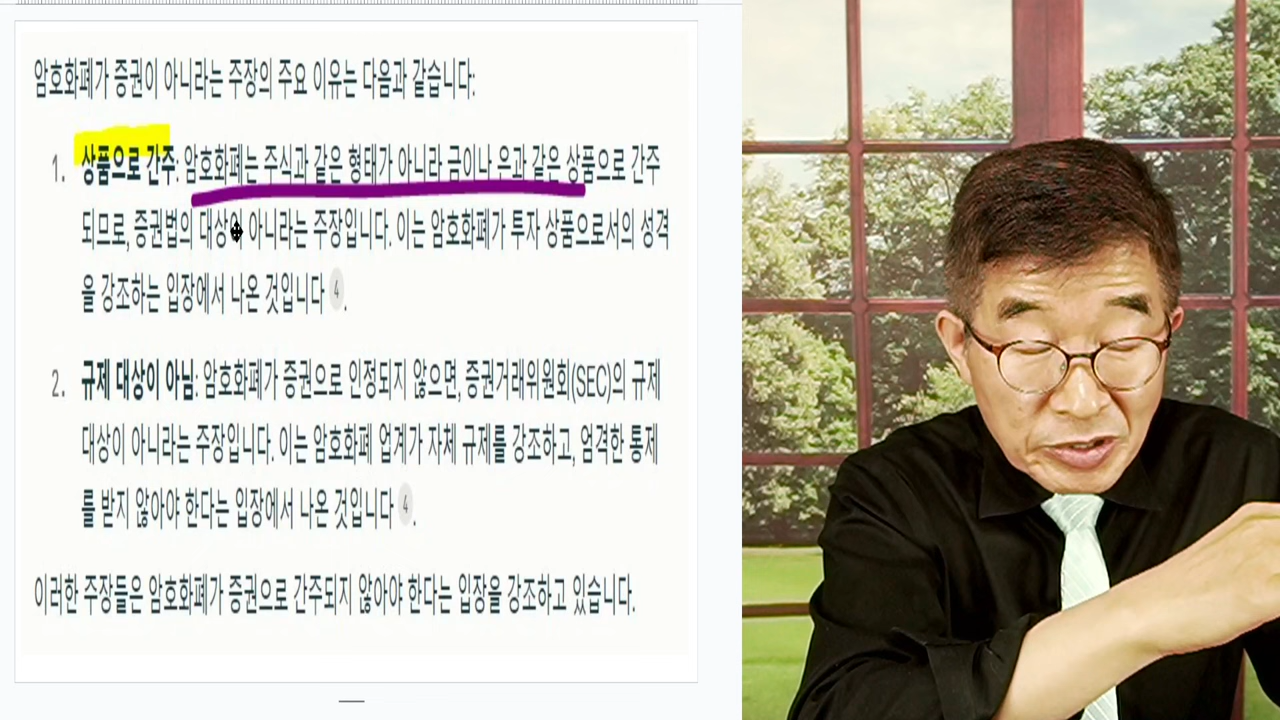 암호화폐가 증권이 아니라는 주장의 주요 이유는 다음과 같습니다:
1. 상품으로 간주: 암호화폐는 주식과 같은 형태가 아니라 금이나 은과 같은 상품으로 간주
되므로, 증권법의 대상이 아니라는 주장입니다. 이는 암호화폐가 투자 상품으로서의 성격
을 강조하는 입장에서 나온 것입니다 4.
2. 규제 대상이 아님: 암호화폐가 증권으로 인정되지 않으면, 증권거래위원회(SEC)의 규제
대상이 아니라는 주장입니다. 이는 암호화폐 업계가 자체 규제를 강조하고, 엄격한 통제
를 받지 않아야 한다는 입장에서 나온 것입니다 4.
이러한 주장들은 암호화폐가 증권으로 간주되지 않아야 한다는 입장을 강조하고 있습니다.